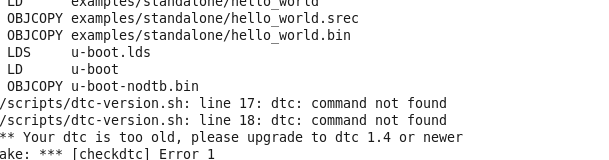 LD examples/standalone/hello_world
OBJCOPY examples/standalone/hello_world.srec
OBJCOPY examples/standalone/hello_world.bin
LDS u-boot.lds
LD u-boot
OBJCOPY u-boot-nodtb.bin
/scripts/dtc-version.sh: line 17: dtc: command not found
/scripts/dtc-version.sh: line 18: dtc: command not found
** Your dtc is too old, please upgrade to dtc 1.4 or newer
ake: *** [checkdtc] Error 1